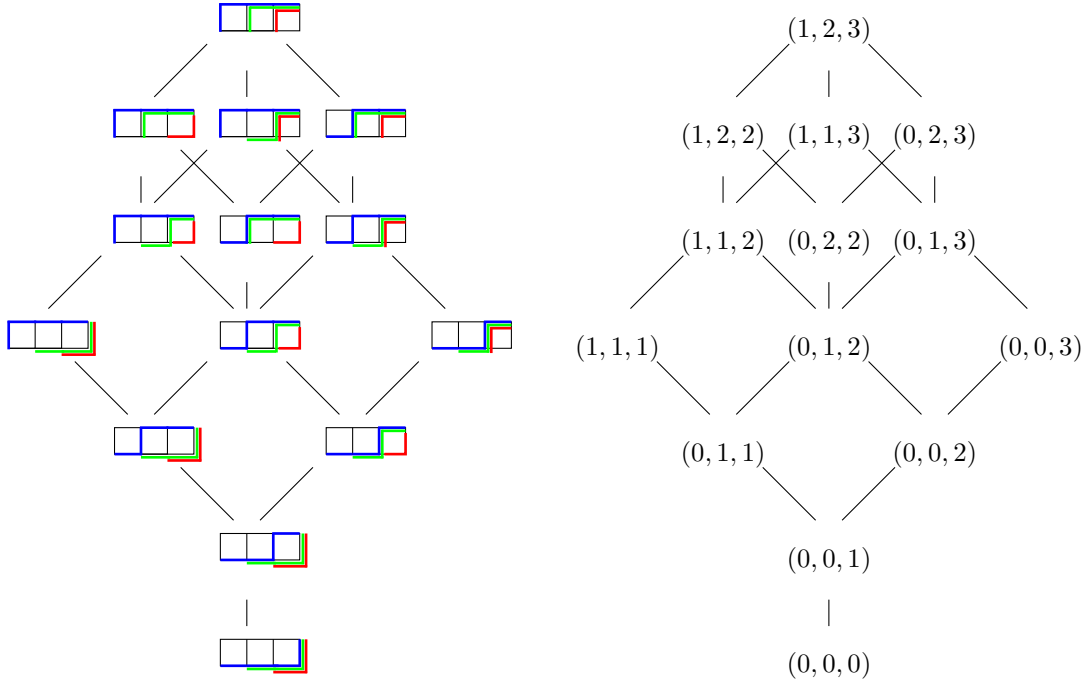 (1, 2, 3)
(1, 2, 2) (1, 1, 3) (0, 2, 3)
(1, 1, 2) (0, 2, 2) (0, 1, 3)
(1, 1, 1) (0, 1, 2) (0, 0, 3)
(0, 1, 1) (0, 0, 2)
(0, 0, 1)
(0, 0, 0)